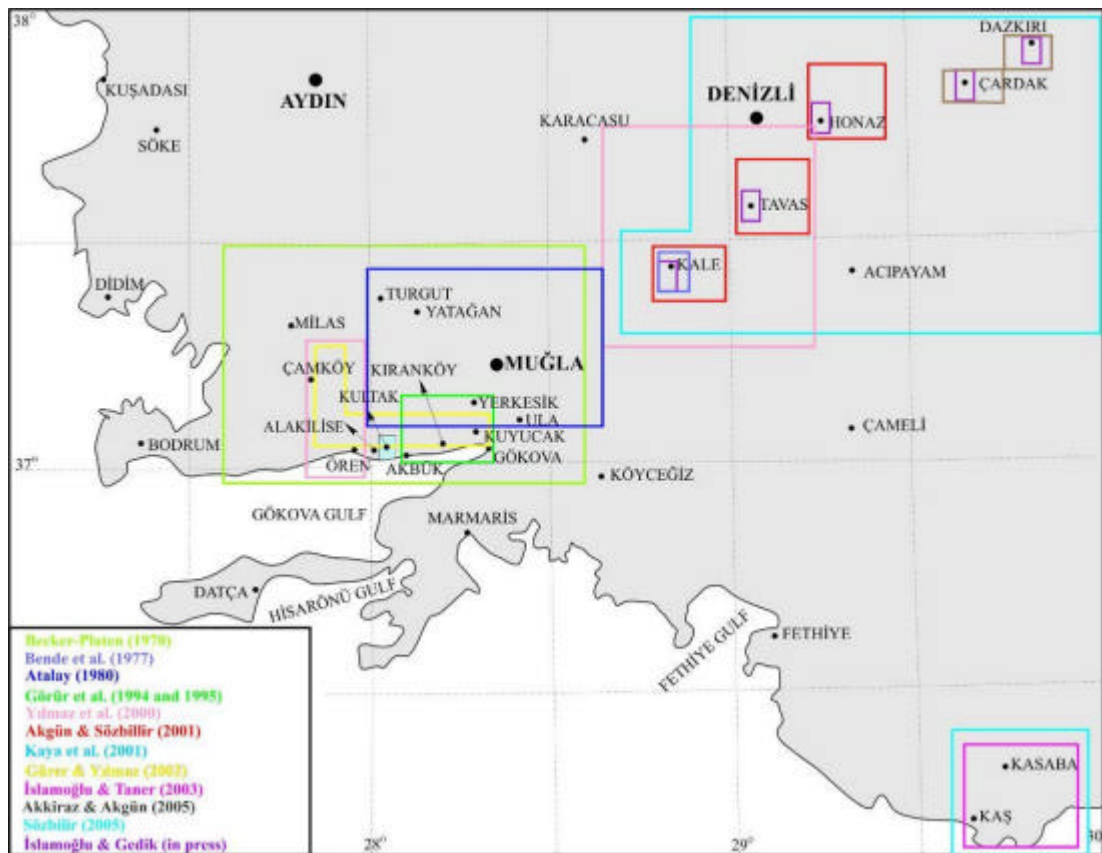 38°
DAZKIRI
KUŞADASI
AYDIN
DENİZLİ
ÇARDAK
KARACASU
HONAZ
SÖKE
TAVAS
KALE
ACIPAYAM
DİDİM
TURGUT
YATAĞAN
MİLAS
MUĞLA
ÇAMKÖY
KIRANKÖY
KULTAK
YERKESİK
ULA
ALAKİLİSE
KUYUCAK
ÇAMELİ
BODRUM
GÖKOVA
ÖREN
AKBÜK
37°
KÖYCEĞİZ
GÖKOVA GULF
MARMARİS
DATÇA
HİSARÖNÜ GULF
FETHİYE GULF
FETHİYE
Becker-Platen (1970)
Bende et al. (1977)
Atalay (1980)
Görür et al. (1994 and 1995)
Yılmaz et al. (2000)
Akgün & Sözbillir (2001)
Kaya et al. (2001)
Gürer & Yılmaz (2002)
İslamoğlu & Taner (2003)
Akkiraz & Akgün (2005)
Sözbilir (2005)
İslamoğlu & Gedik (in press)
KASABA
KAŞ
28°
29°
30